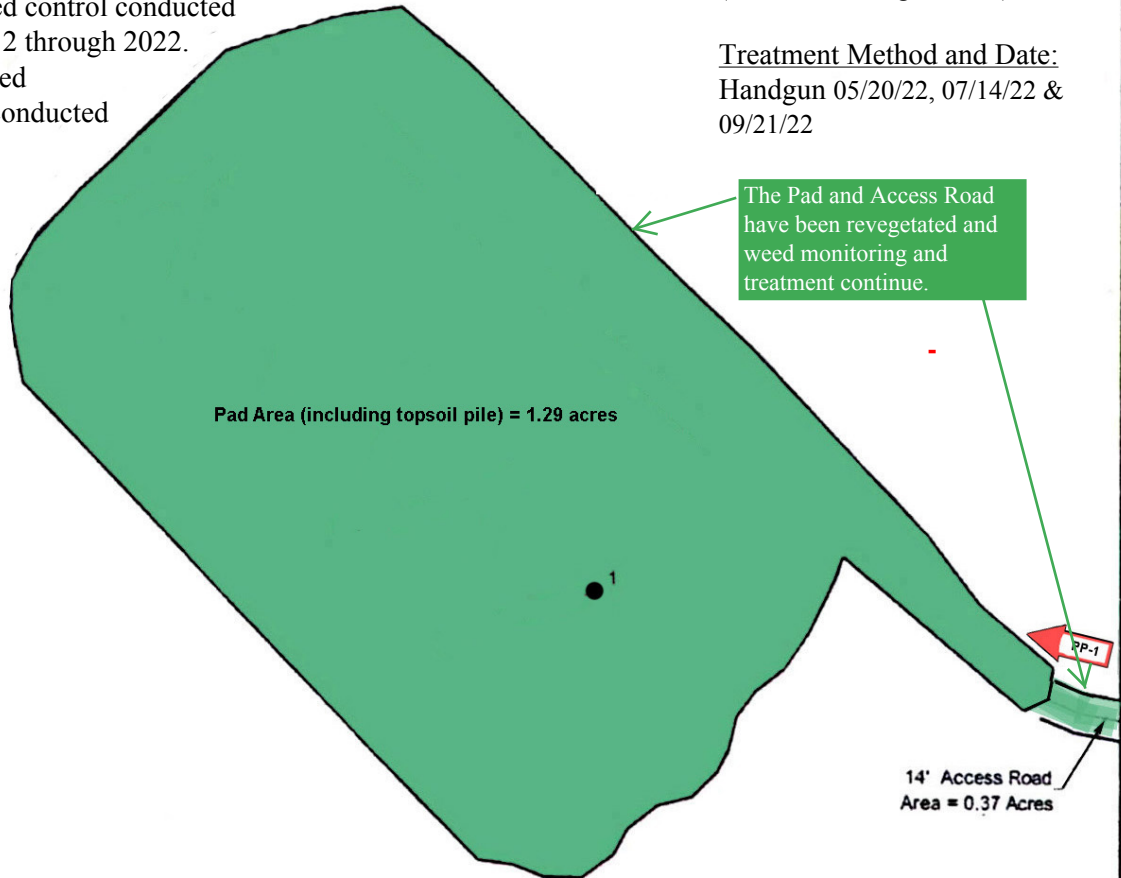 ed control conducted
2 through 2022.
ed
onducted
Treatment Method and Date:
Handgun 05/20/22, 07/14/22 &
09/21/22
The Pad and Access Road
have been revegetated and
weed monitoring and
treatment continue.
-
Pad Area (including topsoil pile) = 1.29 acres
1
PP-1
14' Access Road
Area = 0.37 Acres